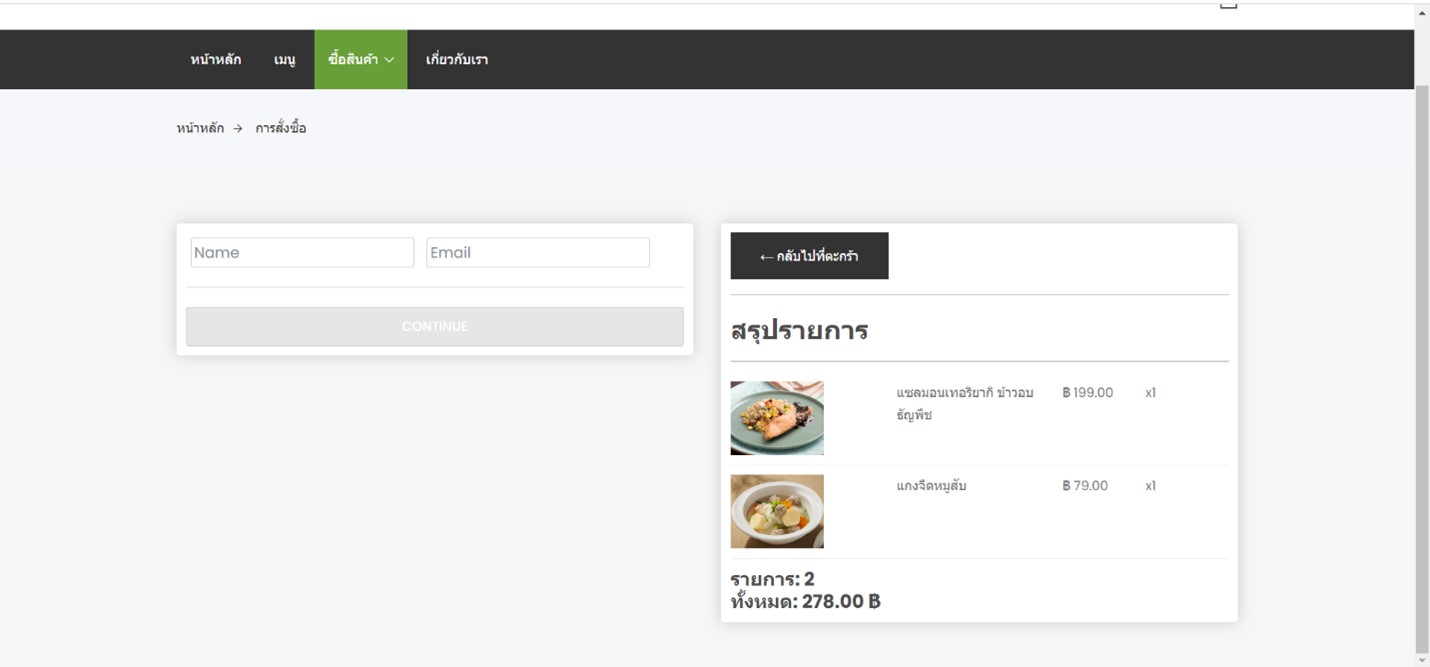 หน้าหลัก เมนู ซื้อสินค้า เกี่ยวกับเรา
หน้าหลัก → การสั่งซื้อ
Name Email
CONTINUE
← กลับไปที่ตะกร้า
สรุปรายการ
แซลมอนเทอริยากิ ข้าวอบ ฿ 199.00 x1
ธัญพืช
แกงจืดหมูสับ ฿ 79.00 x1
รายการ: 2
ทั้งหมด: 278.00 ฿